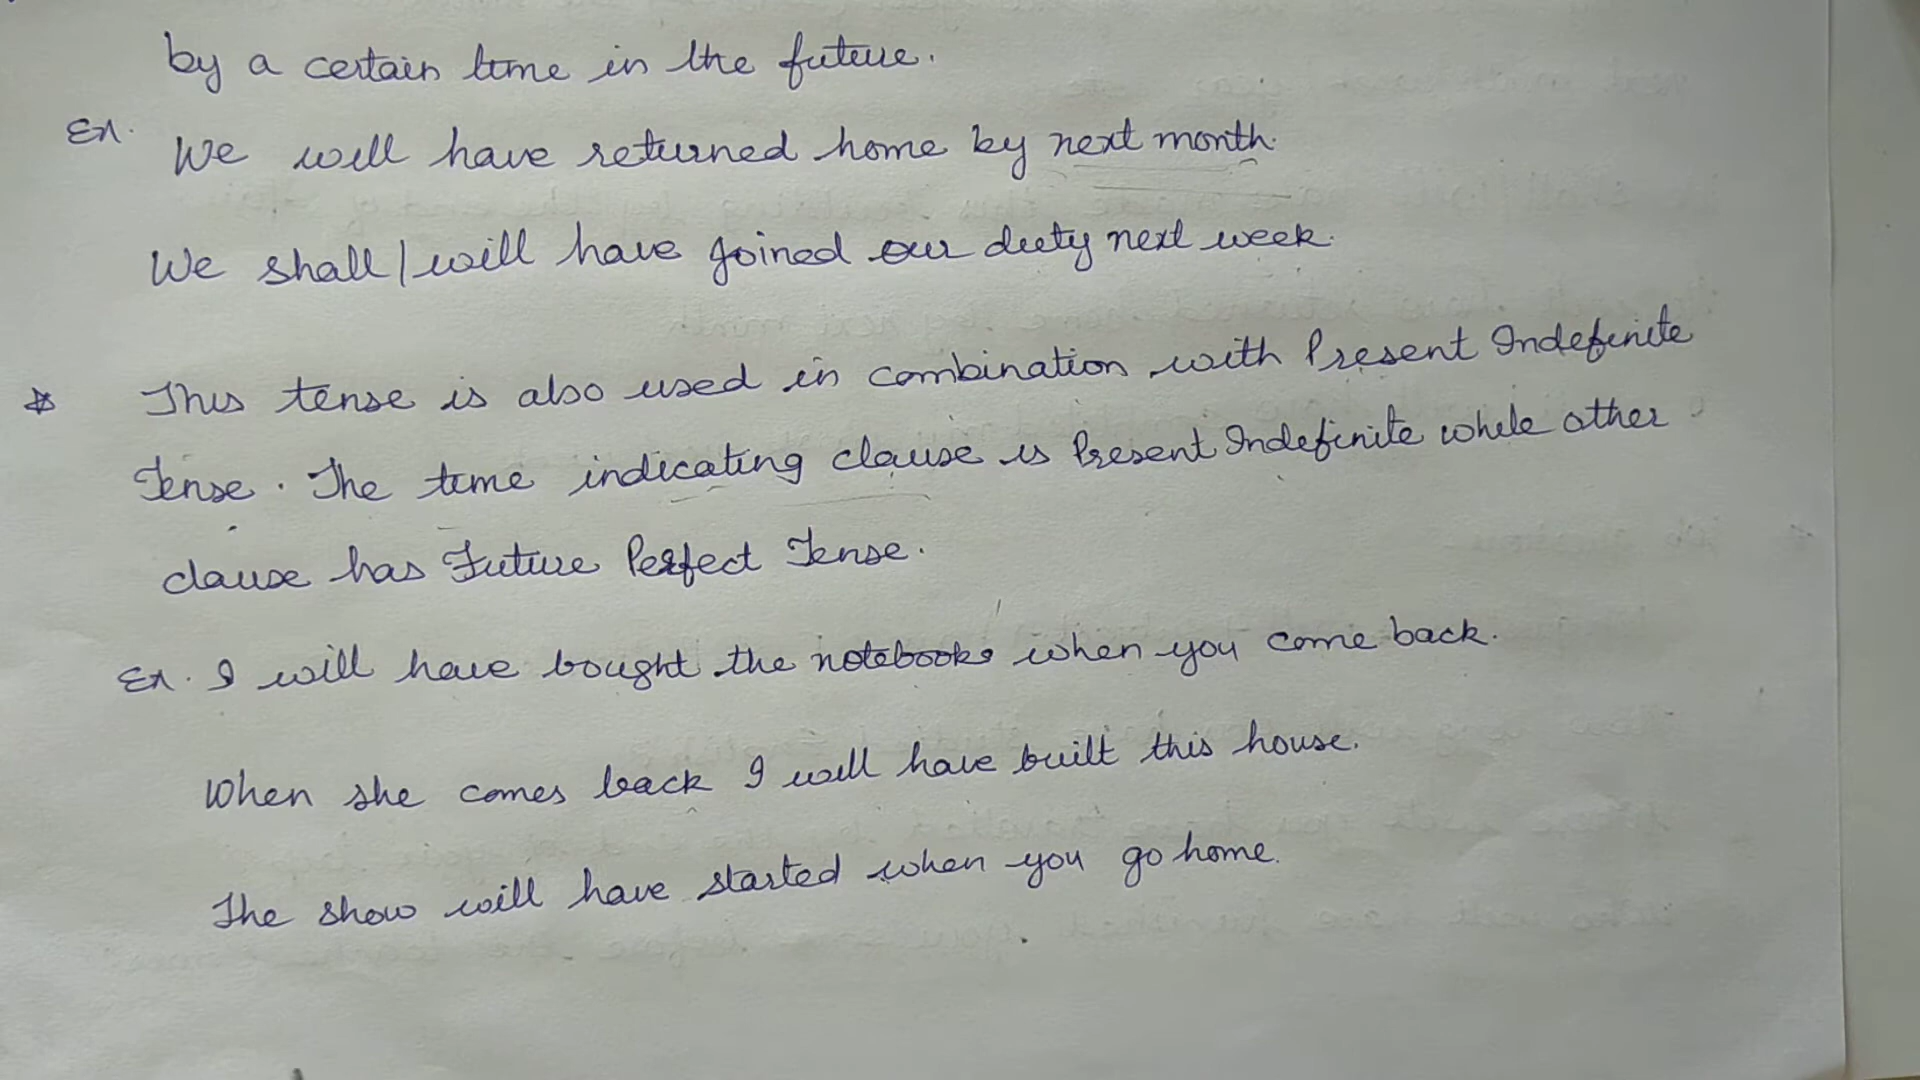 by a certain time in the future.
Ex. We will have returned home by next month.
We shall/will have joined our duty next week.
* This tense is also used in combination with Present Indefinite
Tense. The time indicating clause is Present Indefinite while other
clause has Future Perfect Tense.
Ex. I will have bought the notebooks when you come back.
When she comes back I will have built this house.
The show will have started when you go home.